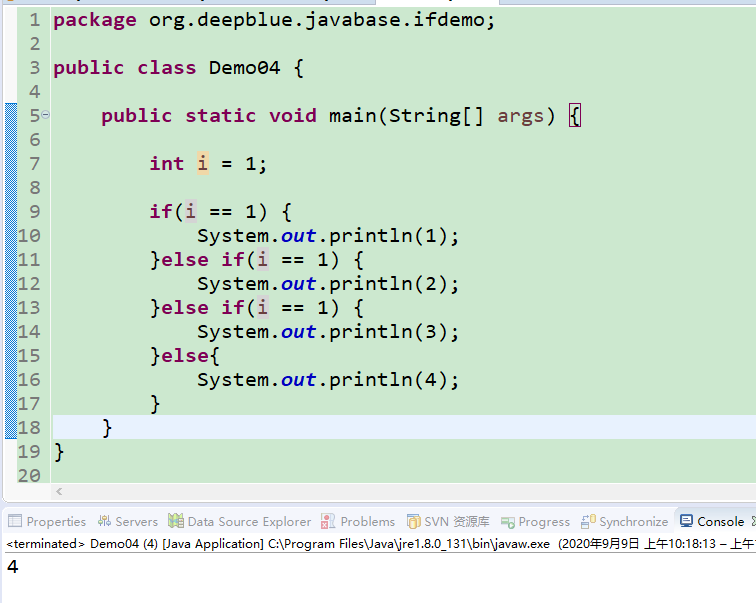 1 package org.deepblue.javabase.ifdemo;
2
3 public class Demo04 {
4
5 public static void main(String[] args) {
6
7 int i = 1;
8
9 if(i == 1) {
10 System.out.println(1);
11 }else if(i == 1) {
12 System.out.println(2);
13 }else if(i == 1) {
14 System.out.println(3);
15 }else{
16 System.out.println(4);
17 }
18 }
19 }
20
Properties Servers Data Source Explorer Problems SVN 资源库 Progress Synchronize Console
<terminated> Demo04 (4) [Java Application] C:\Program Files\Java\jre1.8.0_131\bin\javaw.exe (2020年9月9日 上午10:18:13 – 上午
4